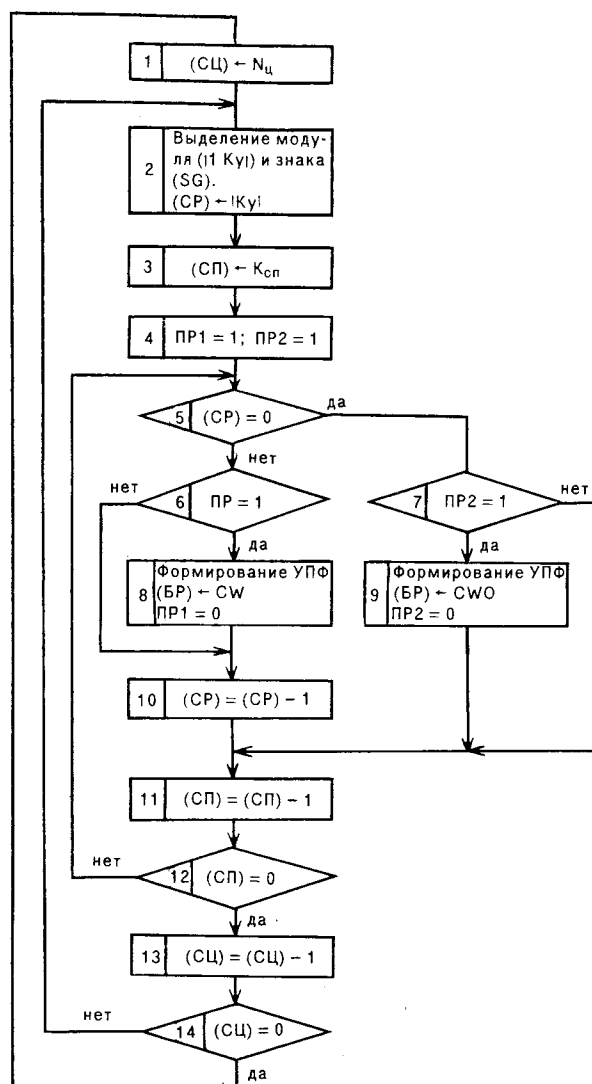 1 (СЦ) ← Nц
2 Выделение моду-
ля (|1 Ky|) и знака
(SG).
(СР) ← |Ky|
3 (СП) ← Kсп
4 ПР1 = 1; ПР2 = 1
5 (СР) = 0
да
нет
нет
6 ПР = 1
7 ПР2 = 1
нет
да
да
8 Формирование УПФ
(БР) ← CW
ПР1 = 0
9 Формирование УПФ
(БР) ← CWO
ПР2 = 0
10 (СР) = (СР) – 1
11 (СП) = (СП) – 1
нет
12 (СП) = 0
да
13 (СЦ) = (СЦ) – 1
нет
14 (СЦ) = 0
да